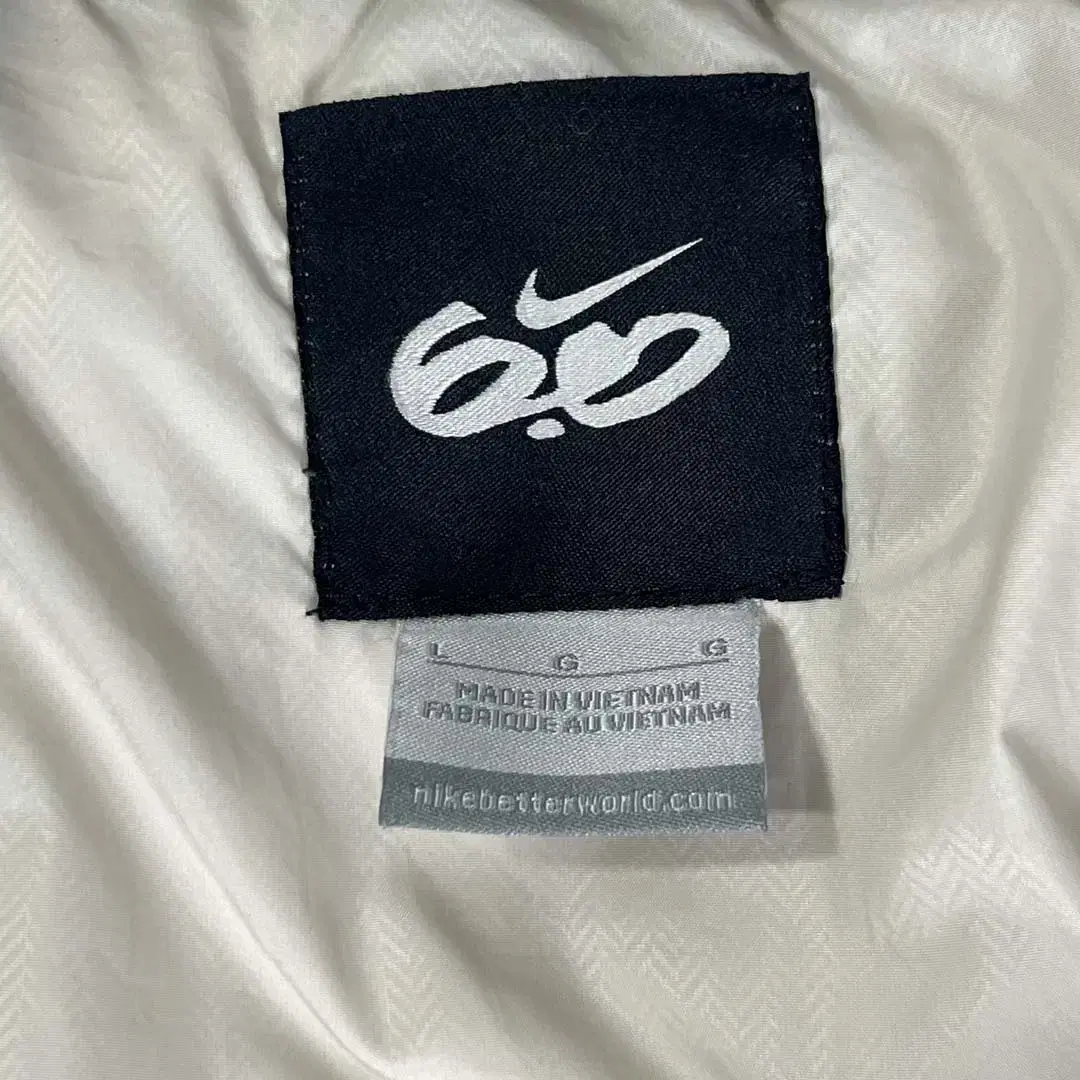 6.0
L G G
MADE IN VIETNAM
FABRIQUE AU VIETNAM
nikebetterworld.com